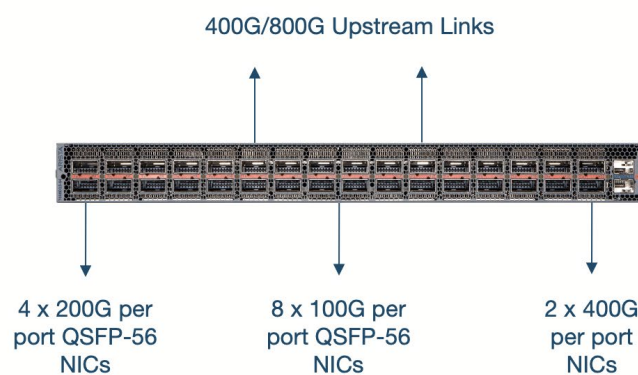 400G/800G Upstream Links
4 x 200G per
port QSFP-56
NICs
8 x 100G per
port QSFP-56
NICs
2 x 400G
per port
NICs